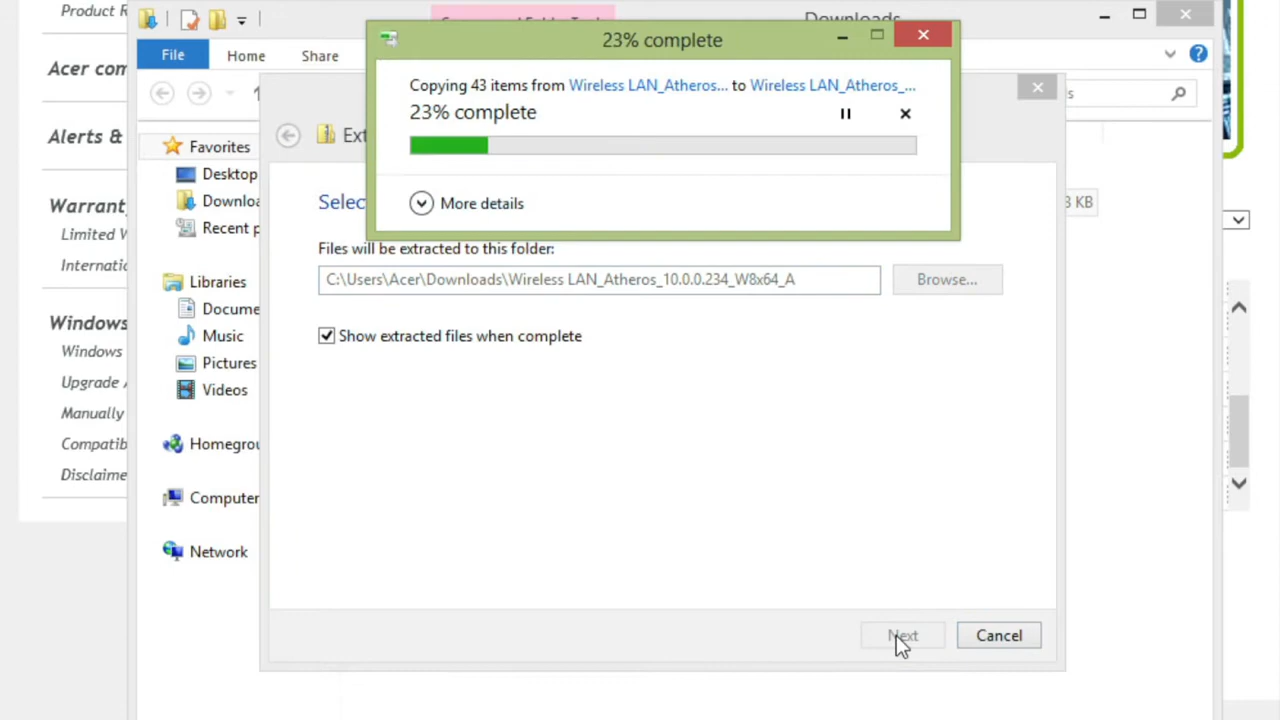 Product R
Downloads
23% complete
File
Home
Share
Acer com
Copying 43 items from Wireless LAN_Atheros... to Wireless LAN_Atheros_...
23% complete
Alerts &
Favorites
Desktop
Selec
More details
3 KB
Warrant
Limited W
Recent p
Files will be extracted to this folder:
Internatio
Libraries
C:\Users\Acer\Downloads\Wireless LAN_Atheros_10.0.0.234_W8x64_A
Browse...
Windows
Docume
Music
Show extracted files when complete
Windows
Pictures
Upgrade A
Videos
Manually
Compatib
Homegrou
Disclaime
Computer
Network
Next
Cancel